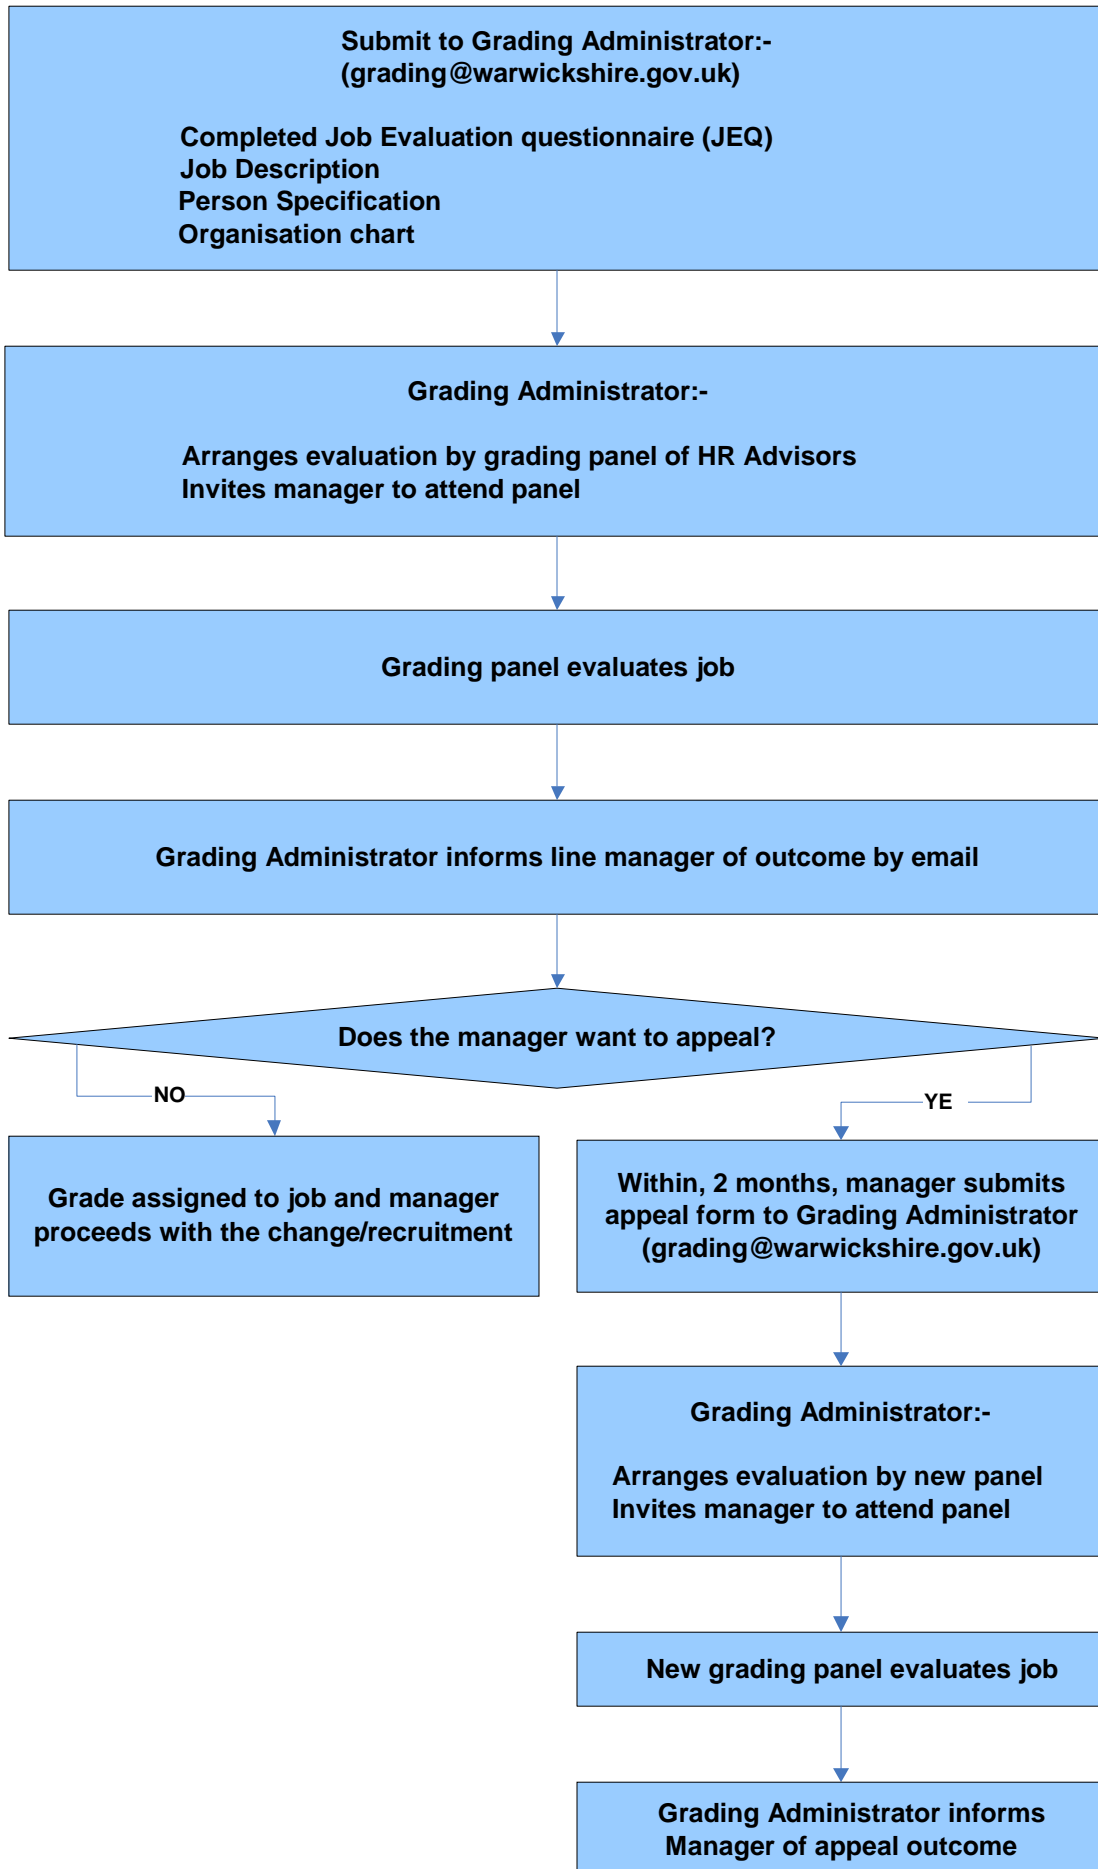 Submit to Grading Administrator:-
(grading@warwickshire.gov.uk)
Completed Job Evaluation questionnaire (JEQ)
Job Description
Person Specification
Organisation chart
Grading Administrator:-
Arranges evaluation by grading panel of HR Advisors
Invites manager to attend panel
Grading panel evaluates job
Grading Administrator informs line manager of outcome by email
Does the manager want to appeal?
NO
YE
Grade assigned to job and manager
proceeds with the change/recruitment
Within, 2 months, manager submits
appeal form to Grading Administrator
(grading@warwickshire.gov.uk)
Grading Administrator:-
Arranges evaluation by new panel
Invites manager to attend panel
New grading panel evaluates job
Grading Administrator informs
Manager of appeal outcome